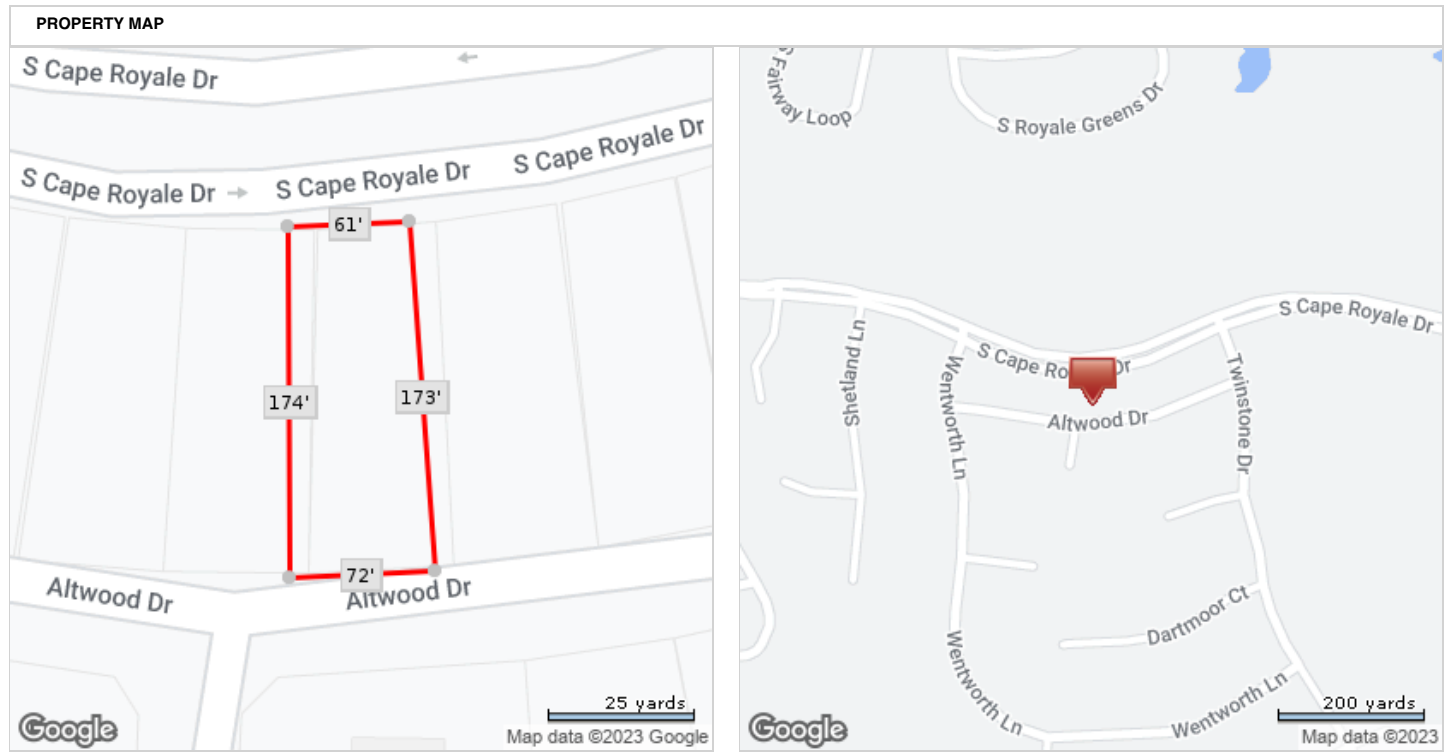 PROPERTY MAP
S Cape Royale Dr
S Cape Royale Dr
S Cape Royale Dr
S Cape Royale Dr
61'
174'
173'
72'
Altwood Dr
Altwood Dr
25 yards
Google
Map data ©2023 Google
S Fairway Loop
S Royale Greens Dr
S Cape Royale Dr
Shetland Ln
S Cape Ro
Dr
Wentworth Ln
Twinstone Dr
Altwood Dr
Dartmoor Ct
Wentworth Ln
Wentworth Ln
200 yards
Google
Map data ©2023